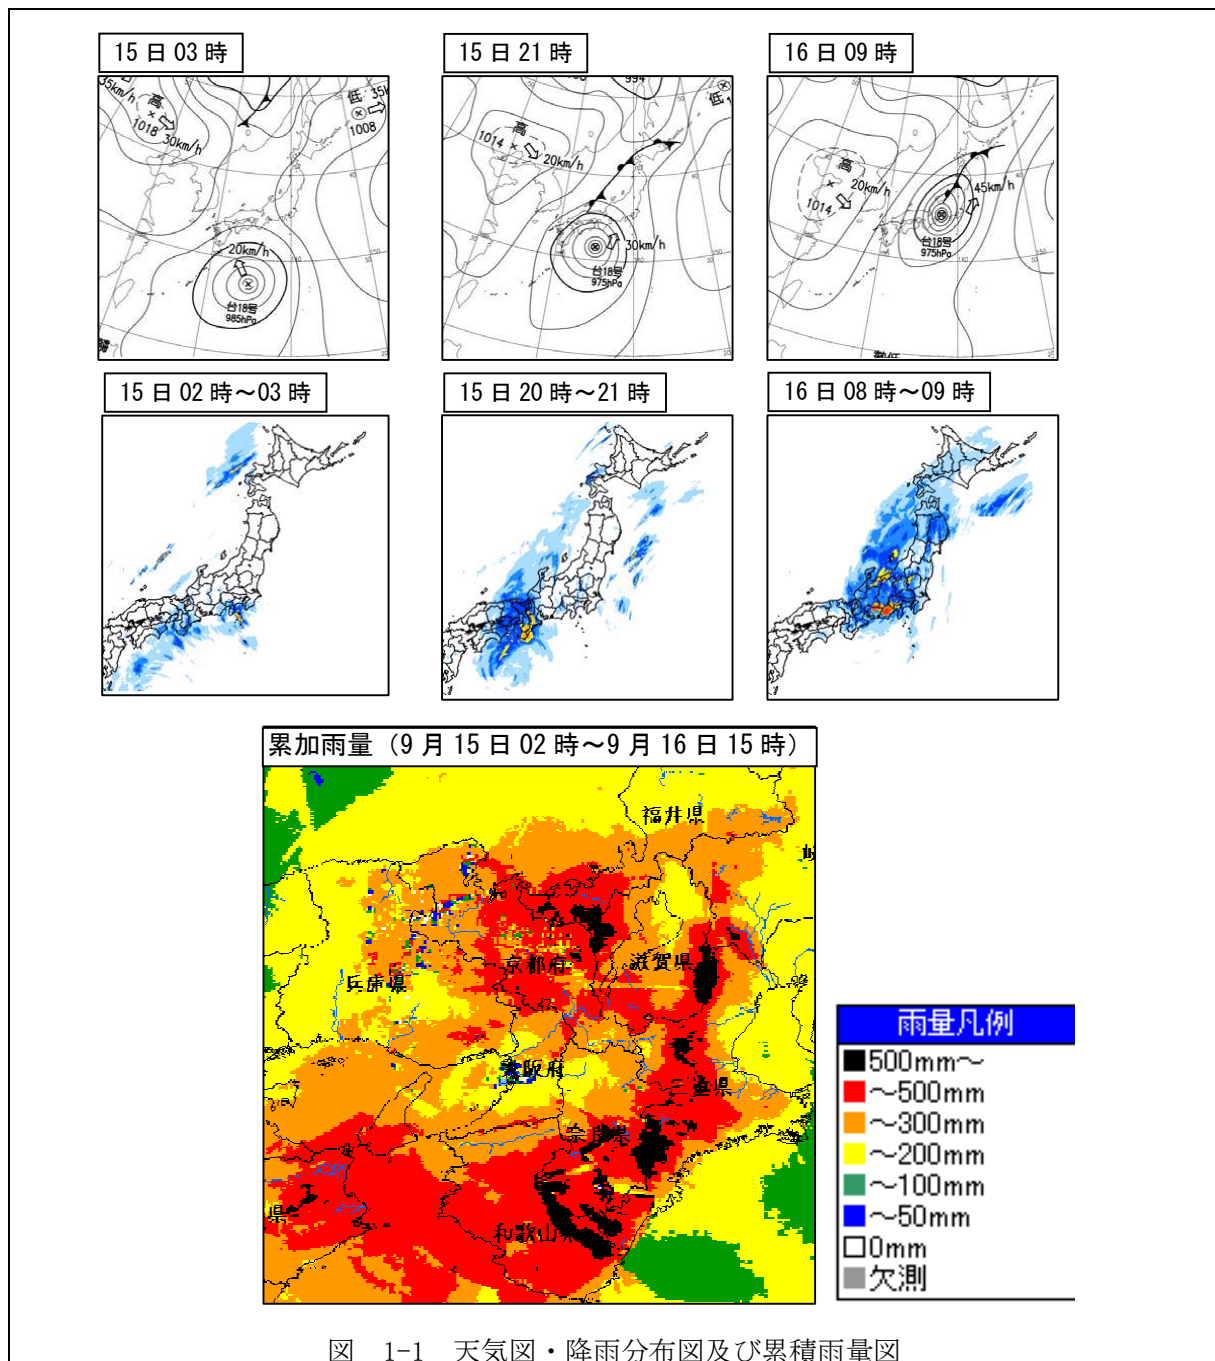 15日03時
15日21時
16日09時
35km/h
高
1018
30km/h
低
35k
1008
20km/h
台18号
985hPa
994
低
高
1014
20km/h
30km/h
台18号
975hPa
高
20km/h
1014
45km/h
台18号
975hPa
熱低
15日02時～03時
15日20時～21時
16日08時～09時
累加雨量（9月15日02時～9月16日15時）
福井県
岐
京都府
滋賀県
兵庫県
大阪府
三重県
奈良県
県
和歌山県
雨量凡例
500mm～
～500mm
～300mm
～200mm
～100mm
～50mm
0mm
欠測
図 1-1 天気図・降雨分布図及び累積雨量図